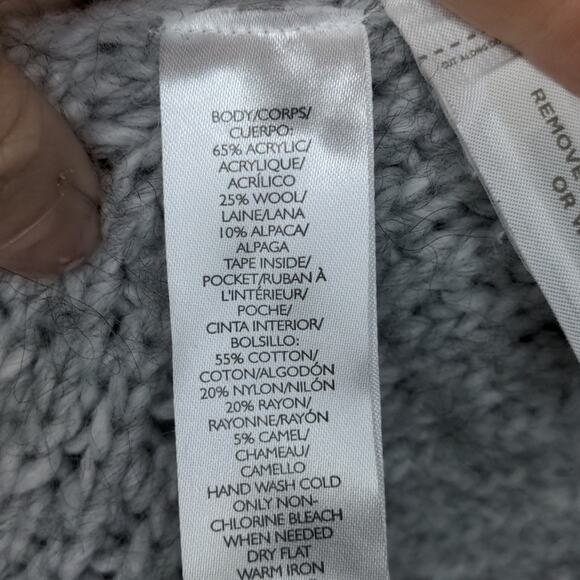 BODY/CORPS/
CUERPO:
65% ACRYLIC/
ACRYLIQUE/
ACRÍLICO
25% WOOL/
LAINE/LANA
10% ALPACA/
ALPAGA
TAPE INSIDE/
POCKET/RUBAN À
L'INTÉRIEUR/
POCHE/
CINTA INTERIOR/
BOLSILLO:
55% COTTON/
COTON/ALGODÓN
20% NYLON/NILÓN
20% RAYON/
RAYONNE/RAYÓN
5% CAMEL/
CHAMEAU/
CAMELLO
HAND WASH COLD
ONLY NON-
CHLORINE BLEACH
WHEN NEEDED
DRY FLAT
WARM IRON
CUT ALONG
REMOVE
OR